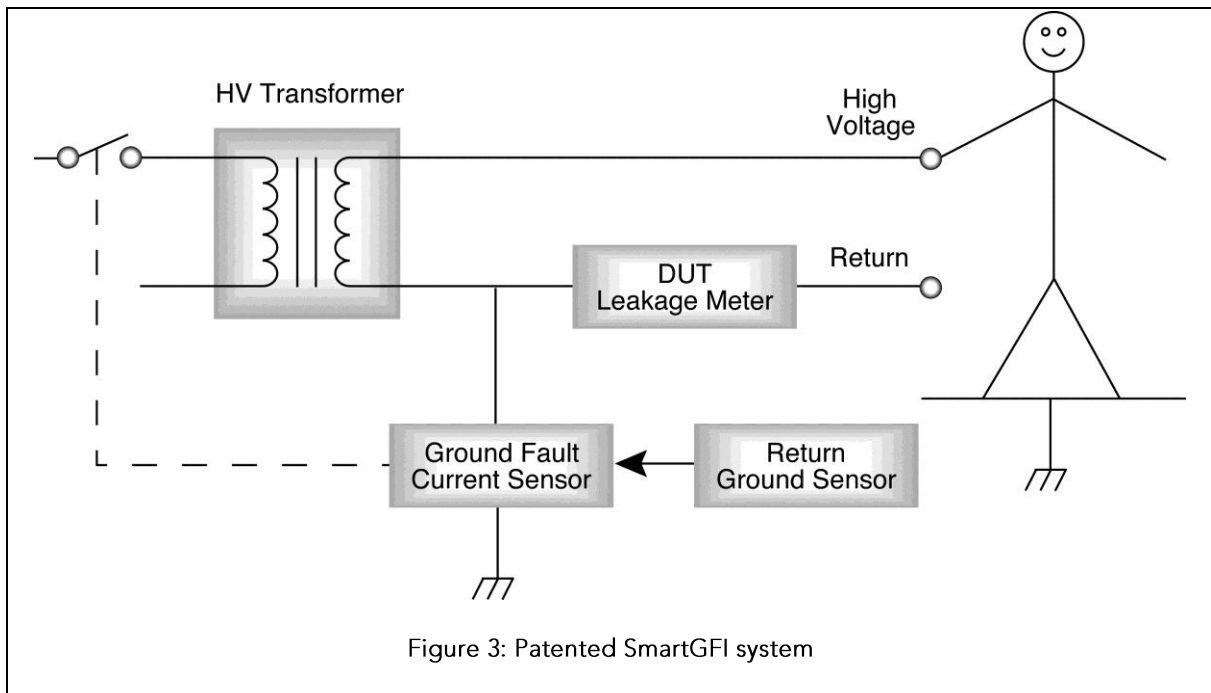 HV Transformer
High
Voltage
Return
DUT
Leakage Meter
Ground Fault
Current Sensor
Return
Ground Sensor
Figure 3: Patented SmartGFI system